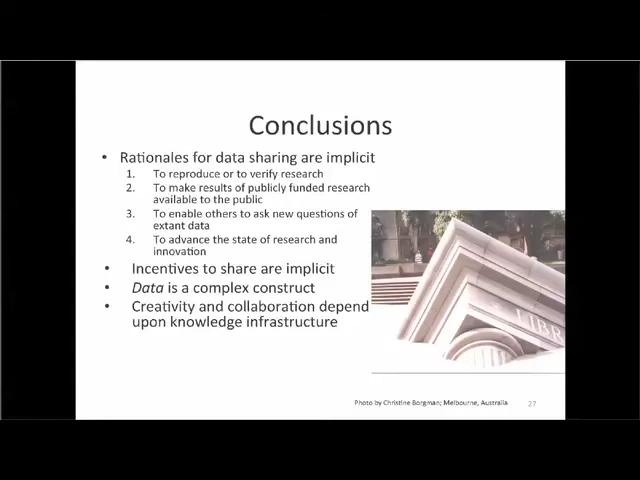 Conclusions
• Rationales for data sharing are implicit
1. To reproduce or to verify research
2. To make results of publicly funded research
available to the public
3. To enable others to ask new questions of
extant data
4. To advance the state of research and
innovation
• Incentives to share are implicit
• Data is a complex construct
• Creativity and collaboration depend
upon knowledge infrastructure
LIBR
Photo by Christine Borgman; Melbourne, Australia
27